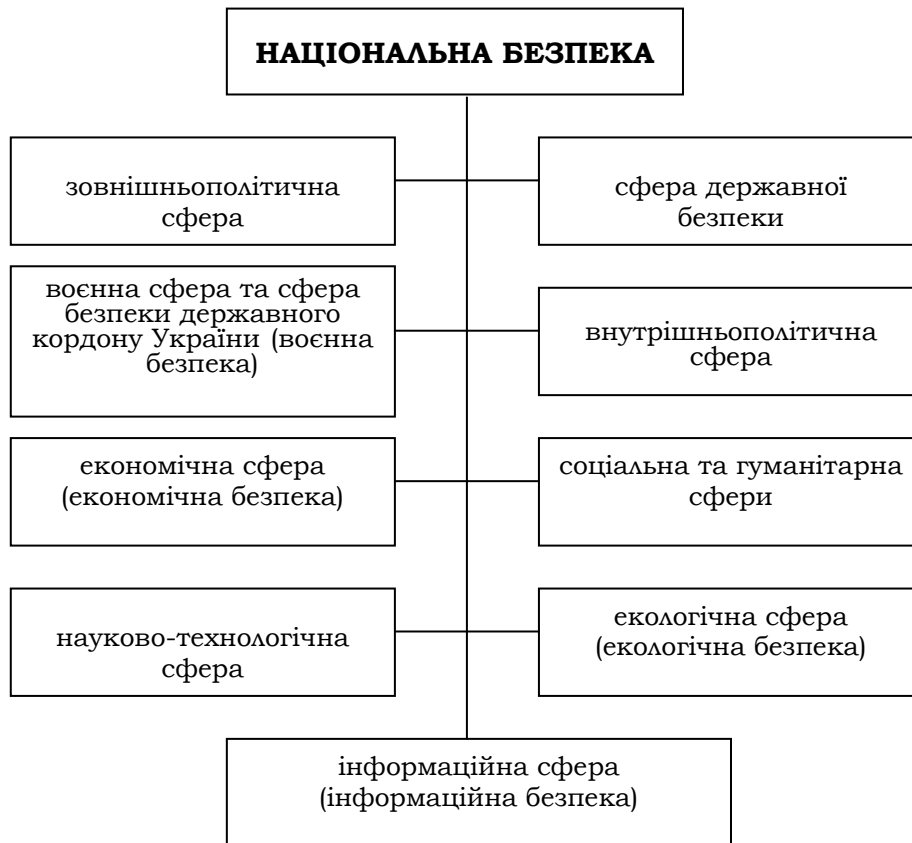 НАЦІОНАЛЬНА БЕЗПЕКА
зовнішньополітична
сфера
сфера державної
безпеки
воєнна сфера та сфера
безпеки державного
кордону України (воєнна
безпека)
внутрішньополітична
сфера
економічна сфера
(економічна безпека)
соціальна та гуманітарна
сфери
науково-технологічна
сфера
екологічна сфера
(екологічна безпека)
інформаційна сфера
(інформаційна безпека)